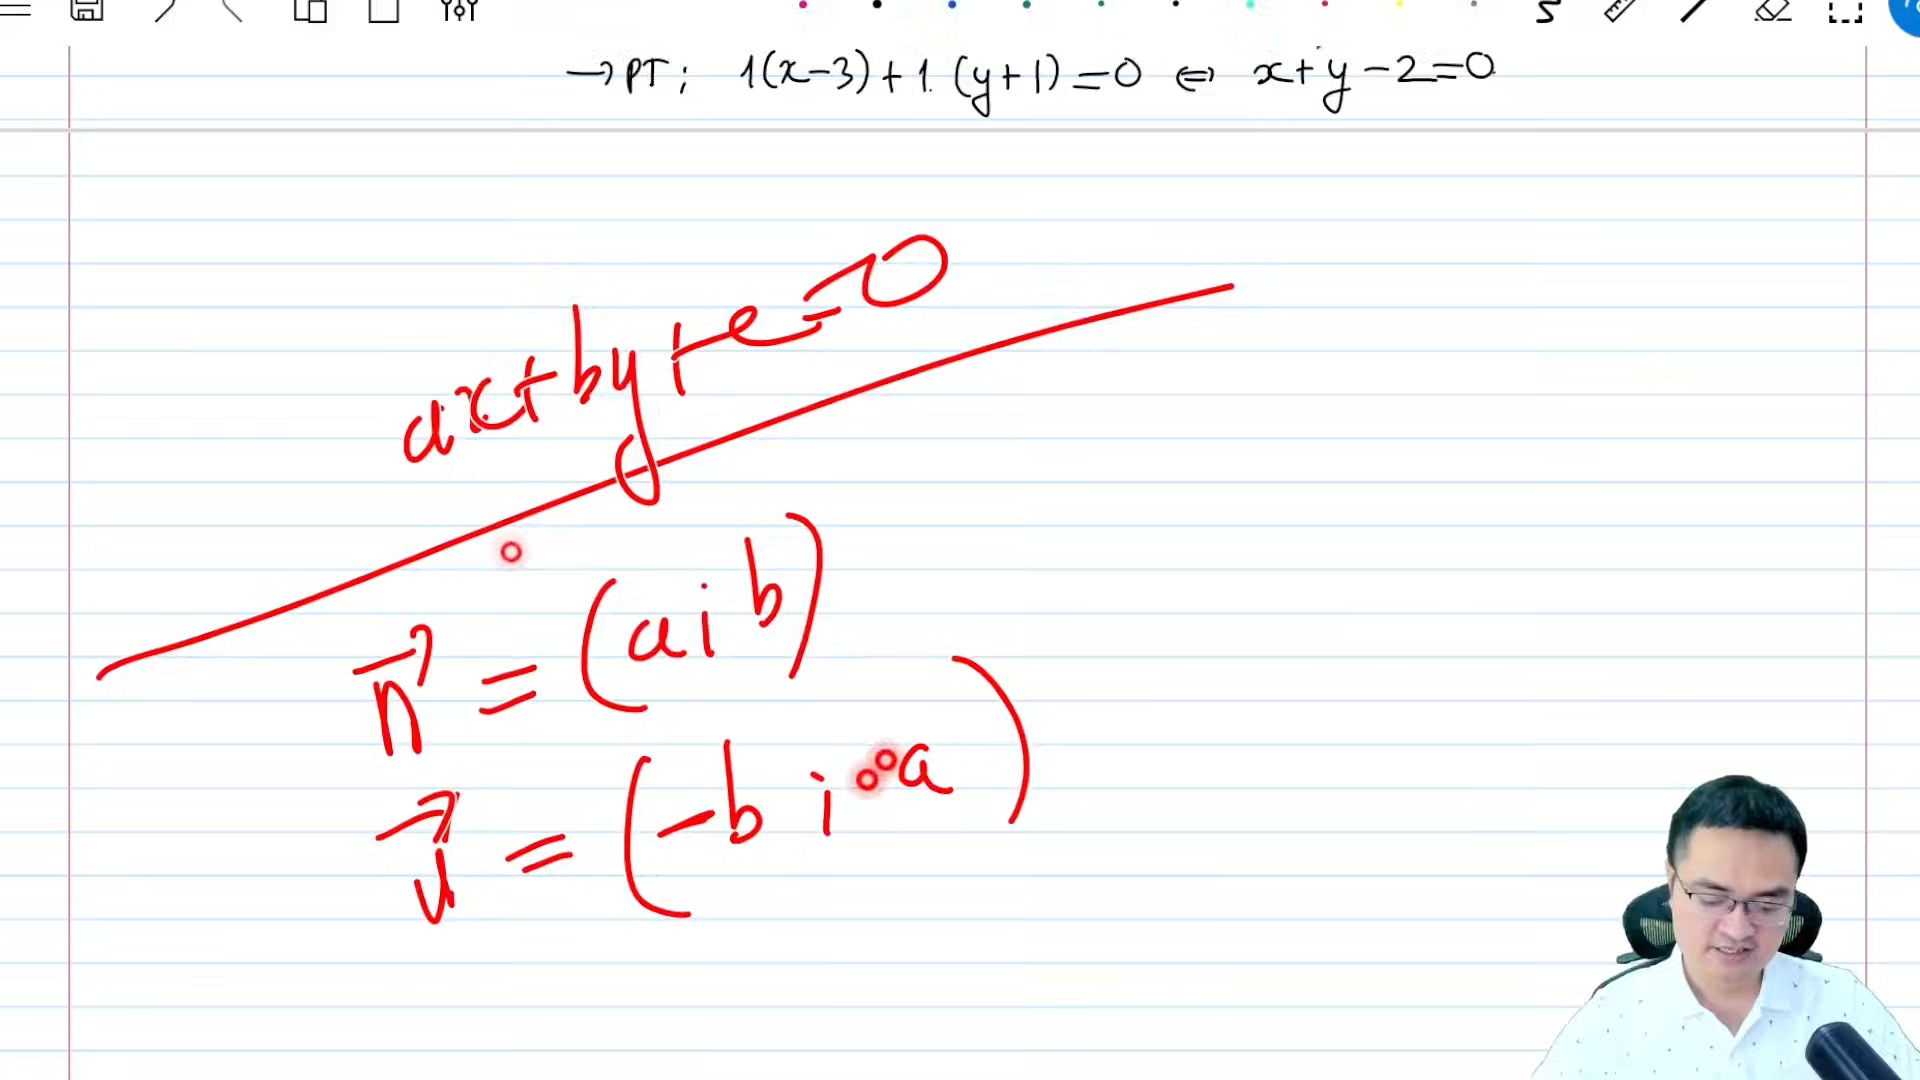 → PT: 1(x-3)+1.(y+1)=0 ⇔ x+y-2=0
ax+by+c=0
n⃗ = (a; b)
u⃗ = (-b; a)